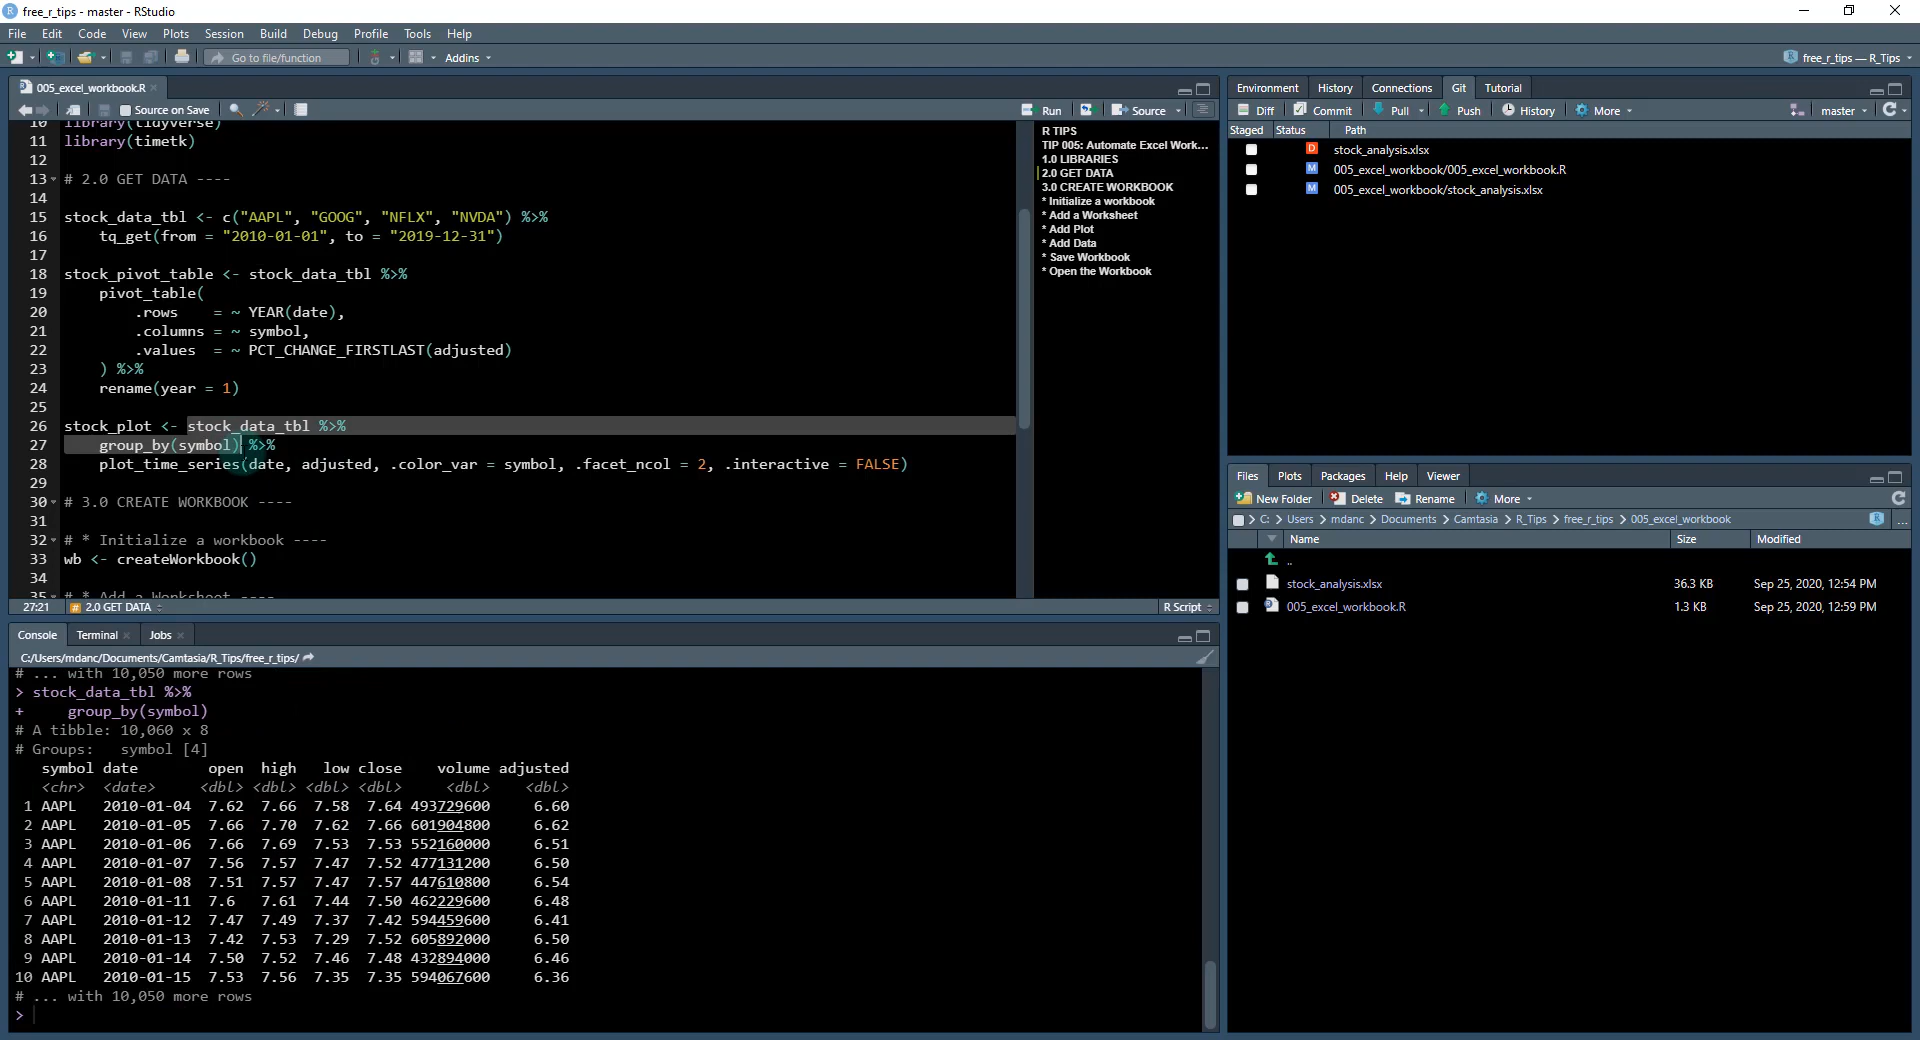 free_r_tips - master - RStudio
File Edit Code View Plots Session Build Debug Profile Tools Help
Go to file/function Addins free_r_tips — R_Tips
005_excel_workbook.R
Source on Save Run Source
10 library(tidyverse)
11 library(timetk)
12
13 # 2.0 GET DATA ----
14
15 stock_data_tbl <- c("AAPL", "GOOG", "NFLX", "NVDA") %>%
16 tq_get(from = "2010-01-01", to = "2019-12-31")
17
18 stock_pivot_table <- stock_data_tbl %>%
19 pivot_table(
20 .rows = ~ YEAR(date),
21 .columns = ~ symbol,
22 .values = ~ PCT_CHANGE_FIRSTLAST(adjusted)
23 ) %>%
24 rename(year = 1)
25
26 stock_plot <- stock_data_tbl %>%
27 group_by(symbol) %>%
28 plot_time_series(date, adjusted, .color_var = symbol, .facet_ncol = 2, .interactive = FALSE)
29
30 # 3.0 CREATE WORKBOOK ----
31
32 # * Initialize a workbook ----
33 wb <- createWorkbook()
34
35 # * Add a Worksheet ----
27:21 # 2.0 GET DATA R Script
R TIPS
TIP 005: Automate Excel Work...
1.0 LIBRARIES
2.0 GET DATA
3.0 CREATE WORKBOOK
* Initialize a workbook
* Add a Worksheet
* Add Plot
* Add Data
* Save Workbook
* Open the Workbook
Console Terminal Jobs
C:/Users/mdanc/Documents/Camtasia/R_Tips/free_r_tips/
# ... with 10,050 more rows
> stock_data_tbl %>%
+ group_by(symbol)
# A tibble: 10,060 x 8
# Groups: symbol [4]
symbol date open high low close volume adjusted
<chr> <date> <dbl> <dbl> <dbl> <dbl> <dbl> <dbl>
1 AAPL 2010-01-04 7.62 7.66 7.58 7.64 493729600 6.60
2 AAPL 2010-01-05 7.66 7.70 7.62 7.66 601904800 6.62
3 AAPL 2010-01-06 7.66 7.69 7.53 7.53 552160000 6.51
4 AAPL 2010-01-07 7.56 7.57 7.47 7.52 477131200 6.50
5 AAPL 2010-01-08 7.51 7.57 7.47 7.57 447610800 6.54
6 AAPL 2010-01-11 7.6 7.61 7.44 7.50 462229600 6.48
7 AAPL 2010-01-12 7.47 7.49 7.37 7.42 594459600 6.41
8 AAPL 2010-01-13 7.42 7.53 7.29 7.52 605892000 6.50
9 AAPL 2010-01-14 7.50 7.52 7.46 7.48 432894000 6.46
10 AAPL 2010-01-15 7.53 7.56 7.35 7.35 594067600 6.36
# ... with 10,050 more rows
>
Environment History Connections Git Tutorial
Diff Commit Pull Push History More master
Staged Status Path
D stock_analysis.xlsx
M 005_excel_workbook/005_excel_workbook.R
M 005_excel_workbook/stock_analysis.xlsx
Files Plots Packages Help Viewer
New Folder Delete Rename More
C: > Users > mdanc > Documents > Camtasia > R_Tips > free_r_tips > 005_excel_workbook ...
Name Size Modified
..
stock_analysis.xlsx 36.3 KB Sep 25, 2020, 12:54 PM
005_excel_workbook.R 1.3 KB Sep 25, 2020, 12:59 PM